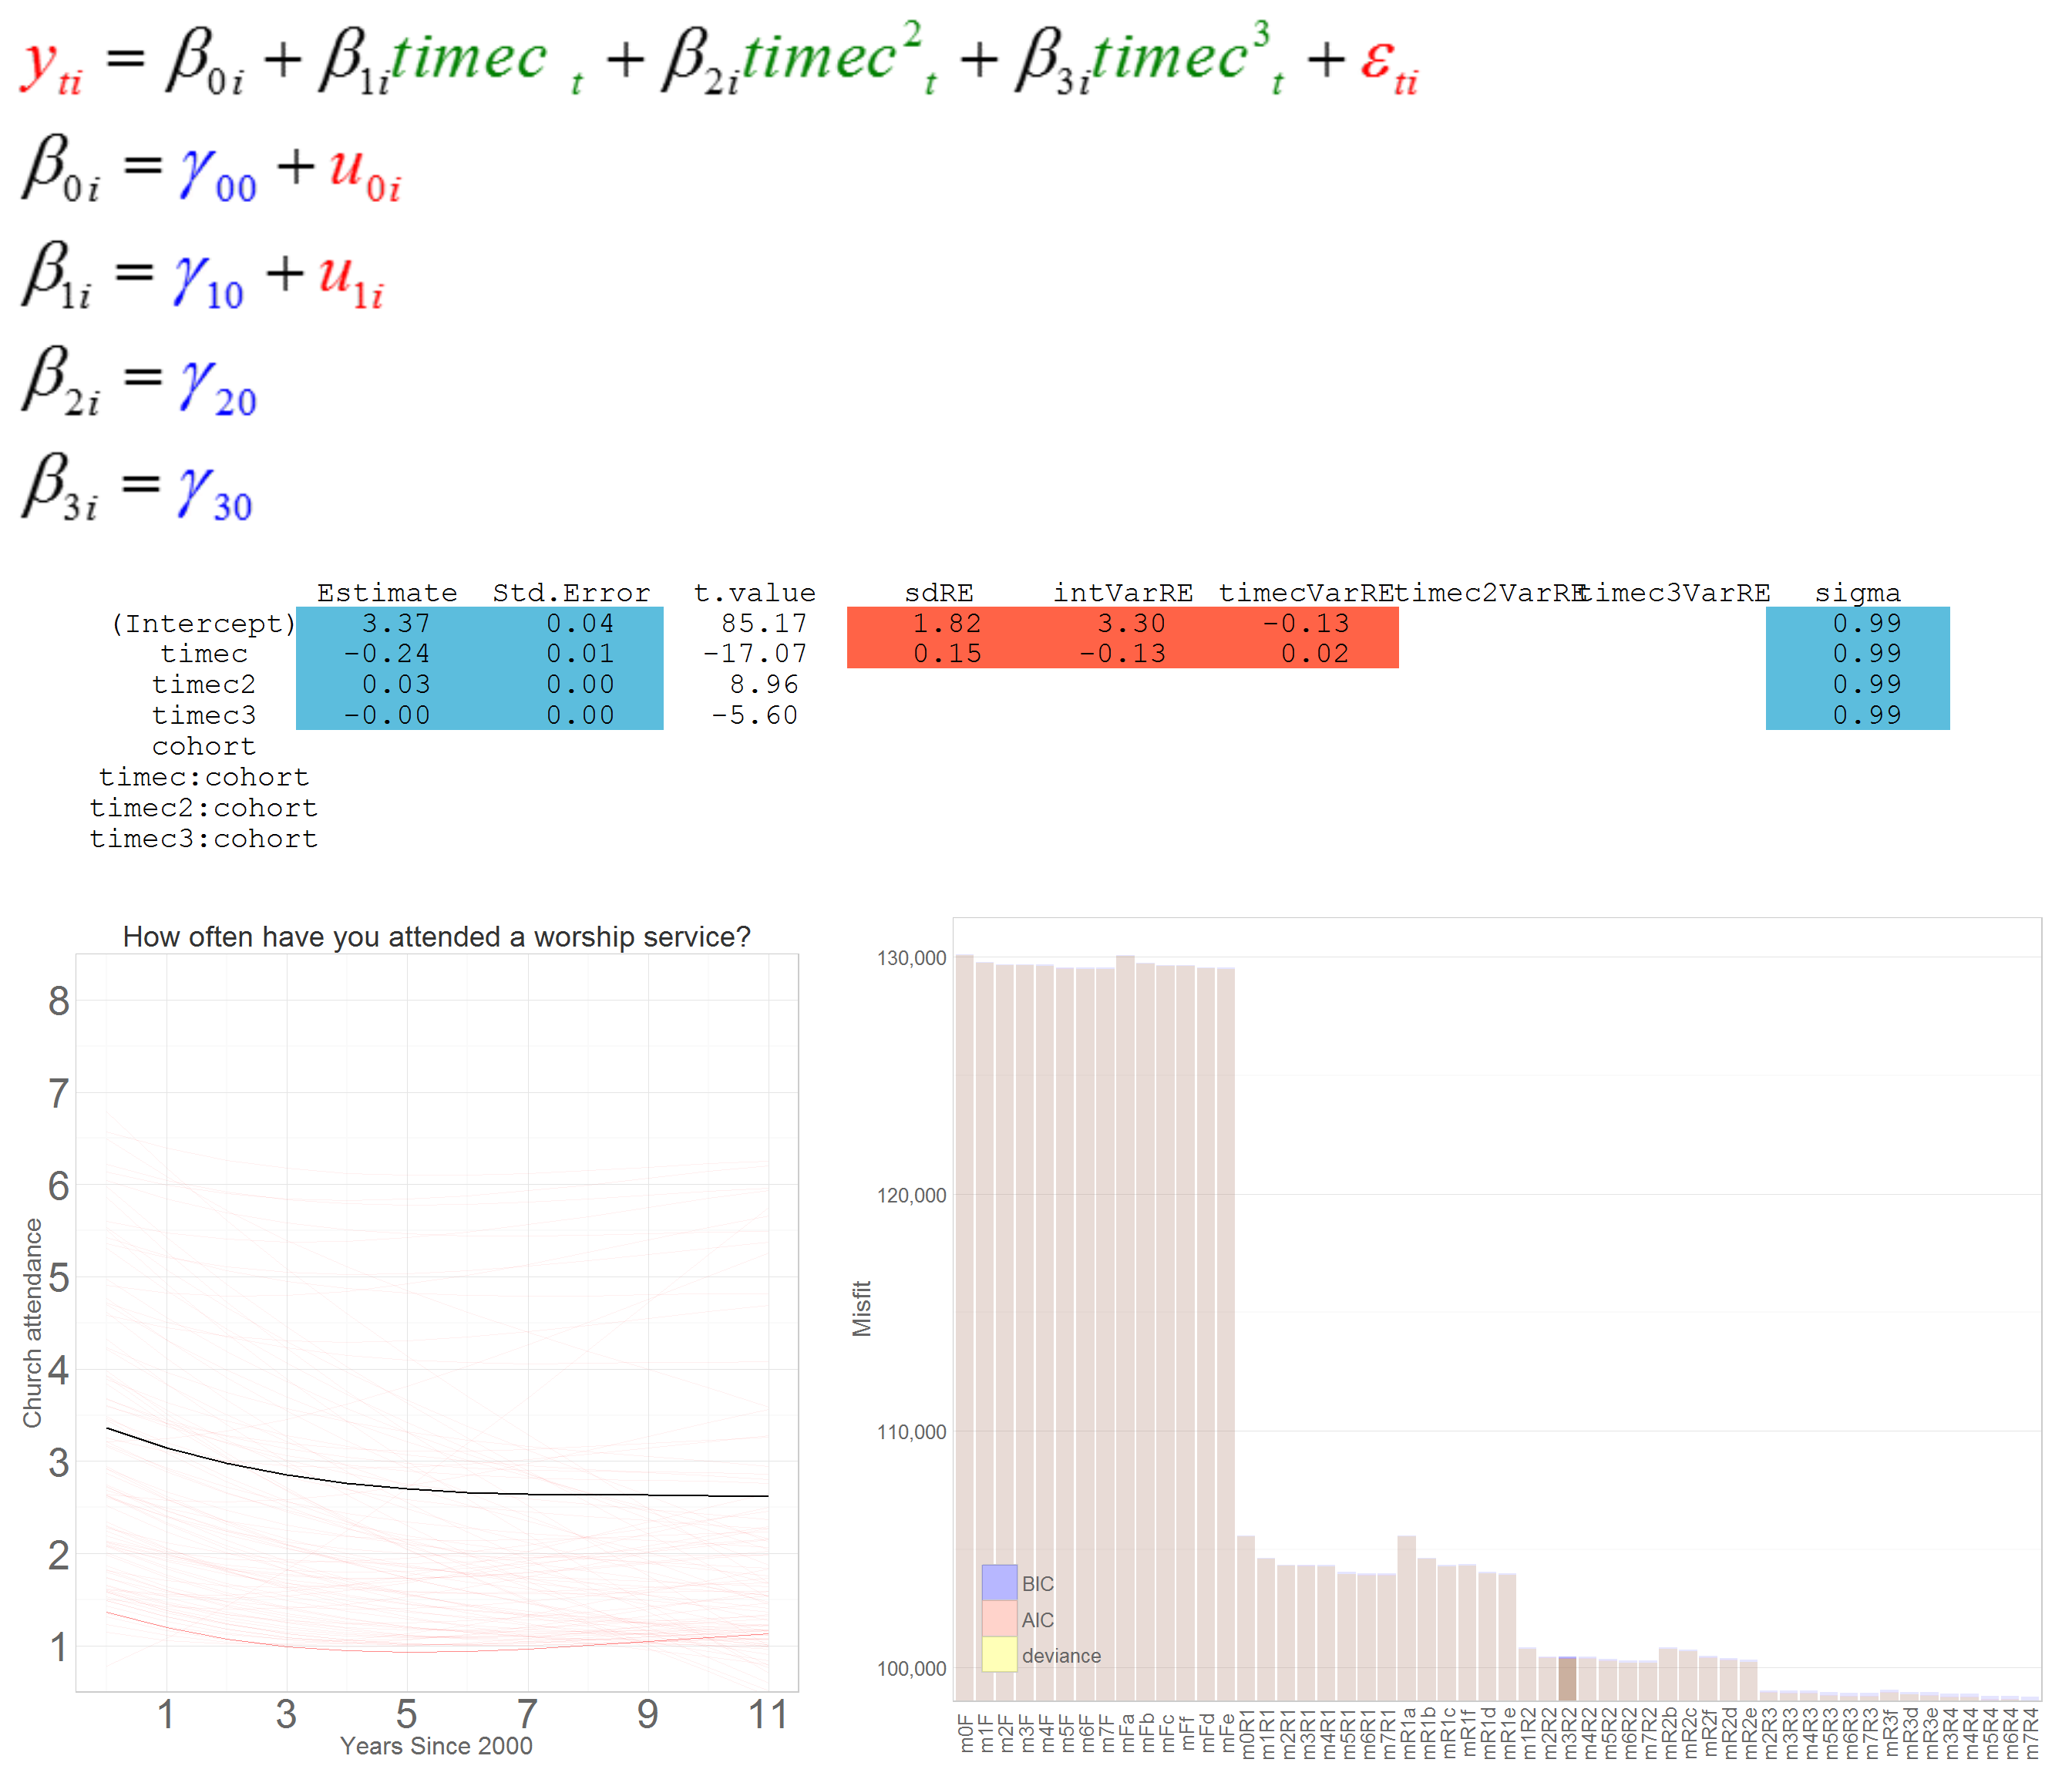 y_ti = β_0i + β_1i timec_t + β_2i timec²_t + β_3i timec³_t + ε_ti
β_0i = γ_00 + u_0i
β_1i = γ_10 + u_1i
β_2i = γ_20
β_3i = γ_30
Estimate Std.Error t.value sdRE intVarRE timecVarRE timec2VarRE timec3VarRE sigma
(Intercept) 3.37 0.04 85.17 1.82 3.30 -0.13 0.99
timec -0.24 0.01 -17.07 0.15 -0.13 0.02 0.99
timec2 0.03 0.00 8.96 0.99
timec3 -0.00 0.00 -5.60 0.99
cohort
timec:cohort
timec2:cohort
timec3:cohort
How often have you attended a worship service?
8
7
6
5
4
3
2
1
Church attendance
1 3 5 7 9 11
Years Since 2000
130,000
120,000
110,000
100,000
Misfit
BIC
AIC
deviance
m0F m1F m2F m3F m4F m5F m6F m7F mFa mFb mFc mFf mFd mFe m0R1 m1R1 m2R1 m3R1 m4R1 m5R1 m6R1 m7R1 mR1a mR1b mR1c mR1f mR1d mR1e m1R2 m2R2 m3R2 m4R2 m5R2 m6R2 m7R2 mR2b mR2c mR2f mR2d mR2e m2R3 m3R3 m4R3 m5R3 m6R3 m7R3 mR3f mR3d mR3e m3R4 m4R4 m5R4 m6R4 m7R4